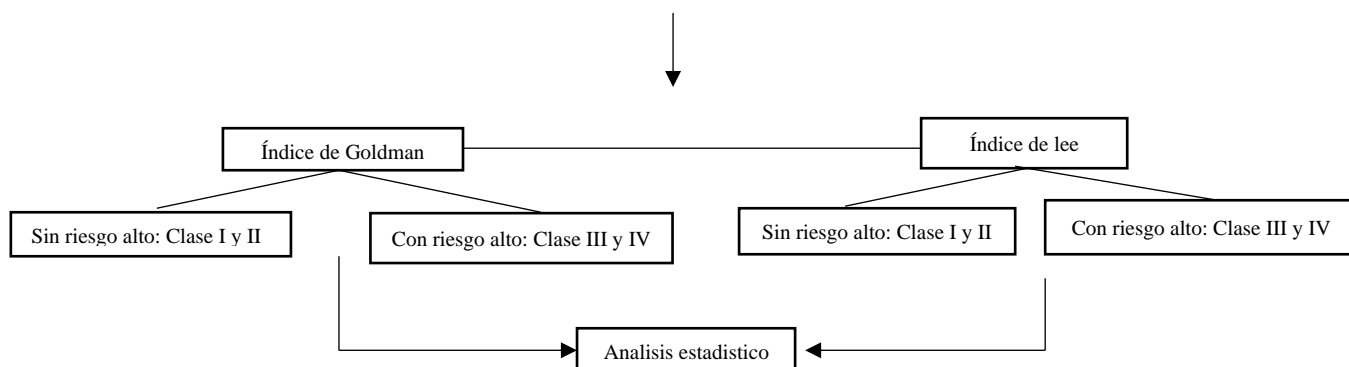 Índice de Goldman
Índice de lee
Sin riesgo alto: Clase I y II
Con riesgo alto: Clase III y IV
Sin riesgo alto: Clase I y II
Con riesgo alto: Clase III y IV
Analisis estadistico